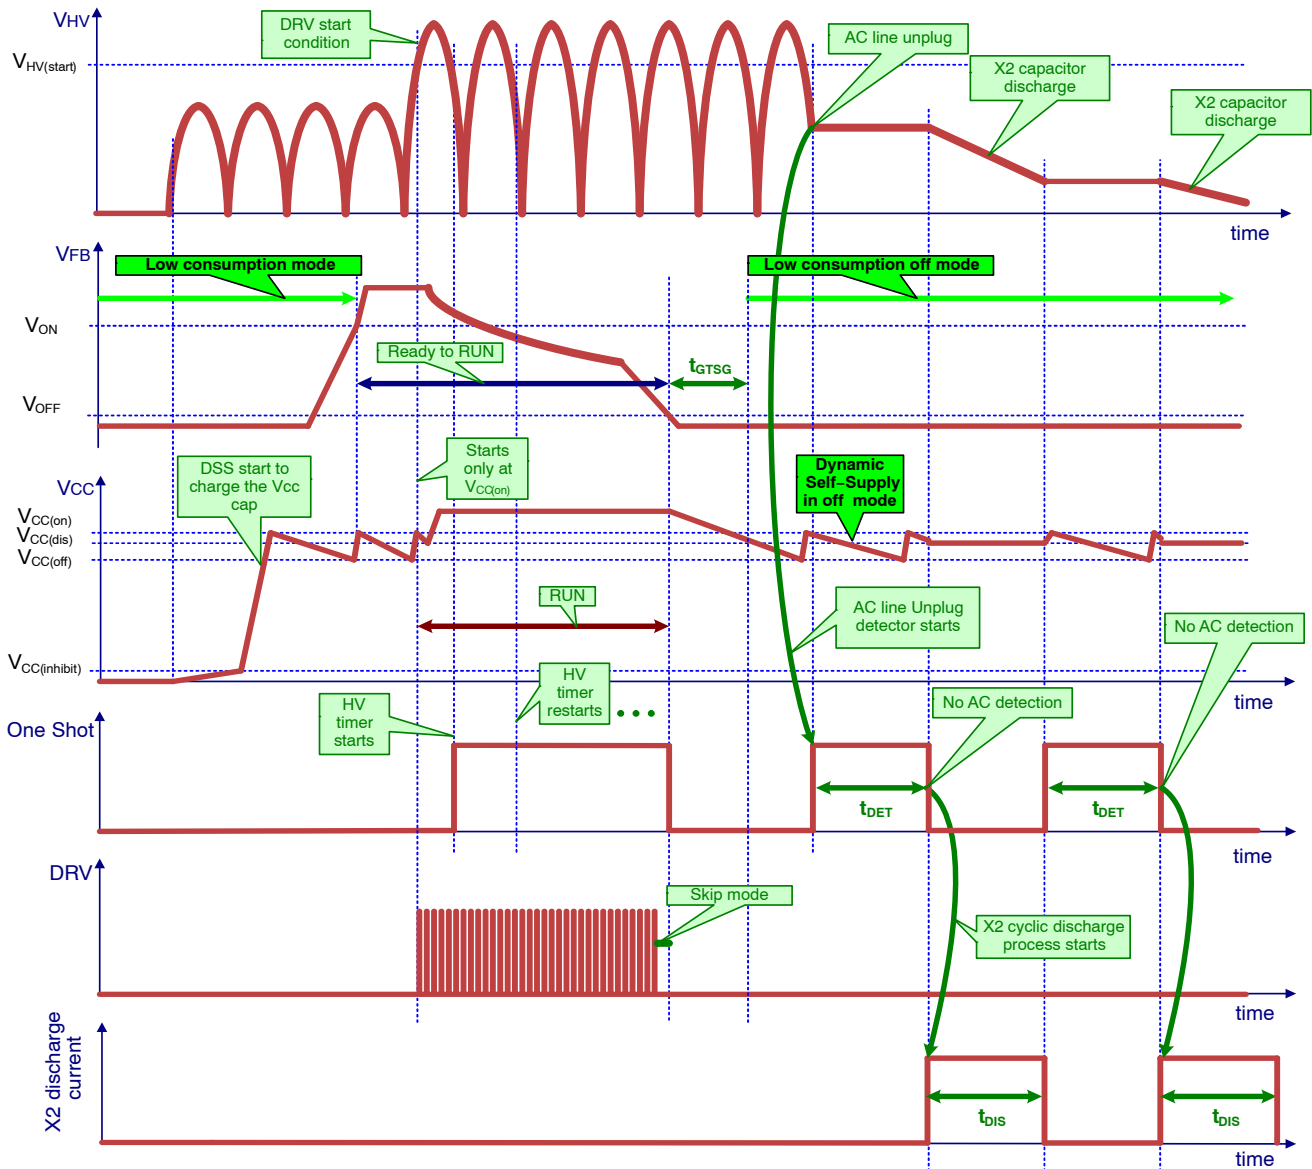 VHV
DRV start
condition
AC line unplug
VHV(start)
X2 capacitor
discharge
X2 capacitor
discharge
time
VFB
Low consumption mode
Low consumption off mode
VON
Ready to RUN
tGTSG
VOFF
Starts
only at
VCC(on)
DSS start to
charge the Vcc
cap
Dynamic
Self–Supply
in off mode
VCC
VCC(on)
VCC(dis)
VCC(off)
RUN
AC line Unplug
detector starts
No AC detection
VCC(inhibit)
HV
timer
restarts
time
HV
timer
starts
No AC detection
One Shot
tDET
tDET
time
DRV
Skip mode
X2 cyclic discharge
process starts
time
X2 discharge
current
tDIS
tDIS
time